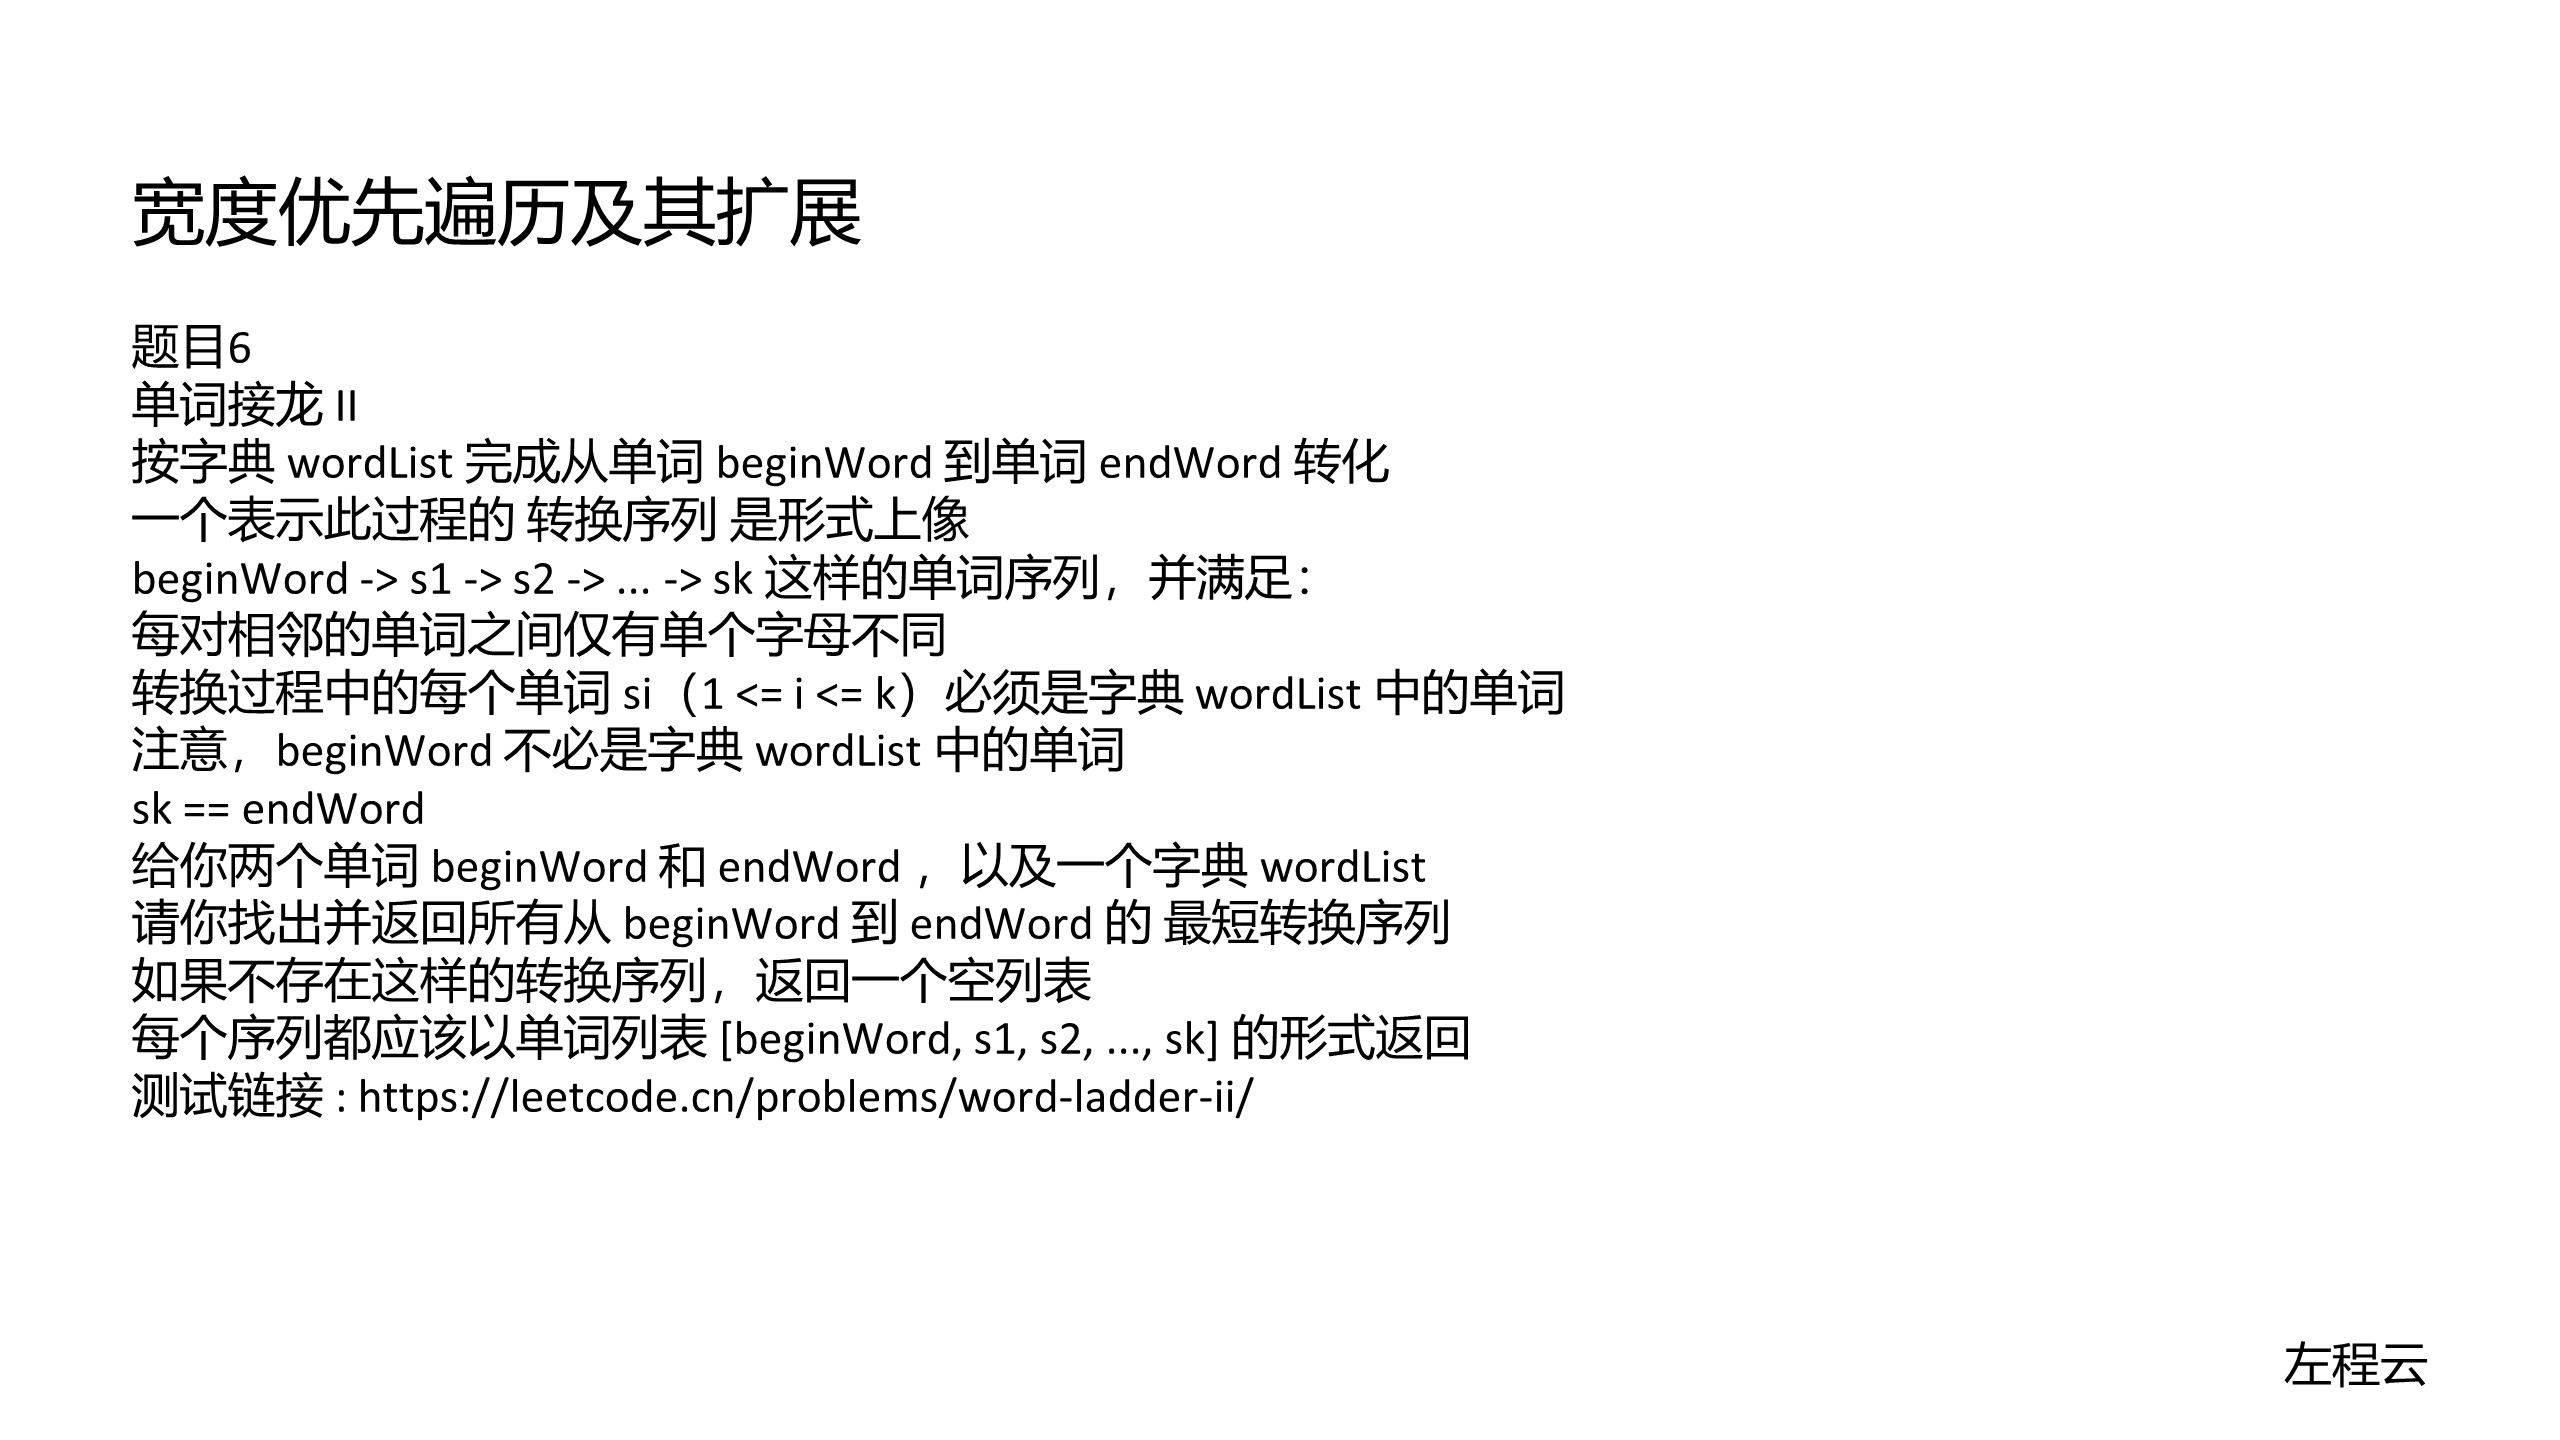 宽度优先遍历及其扩展
题目6
单词接龙 II
按字典 wordList 完成从单词 beginWord 到单词 endWord 转化
一个表示此过程的 转换序列 是形式上像
beginWord -> s1 -> s2 -> ... -> sk 这样的单词序列，并满足：
每对相邻的单词之间仅有单个字母不同
转换过程中的每个单词 si（1 <= i <= k）必须是字典 wordList 中的单词
注意，beginWord 不必是字典 wordList 中的单词
sk == endWord
给你两个单词 beginWord 和 endWord ，以及一个字典 wordList
请你找出并返回所有从 beginWord 到 endWord 的 最短转换序列
如果不存在这样的转换序列，返回一个空列表
每个序列都应该以单词列表 [beginWord, s1, s2, ..., sk] 的形式返回
测试链接 : https://leetcode.cn/problems/word-ladder-ii/
左程云